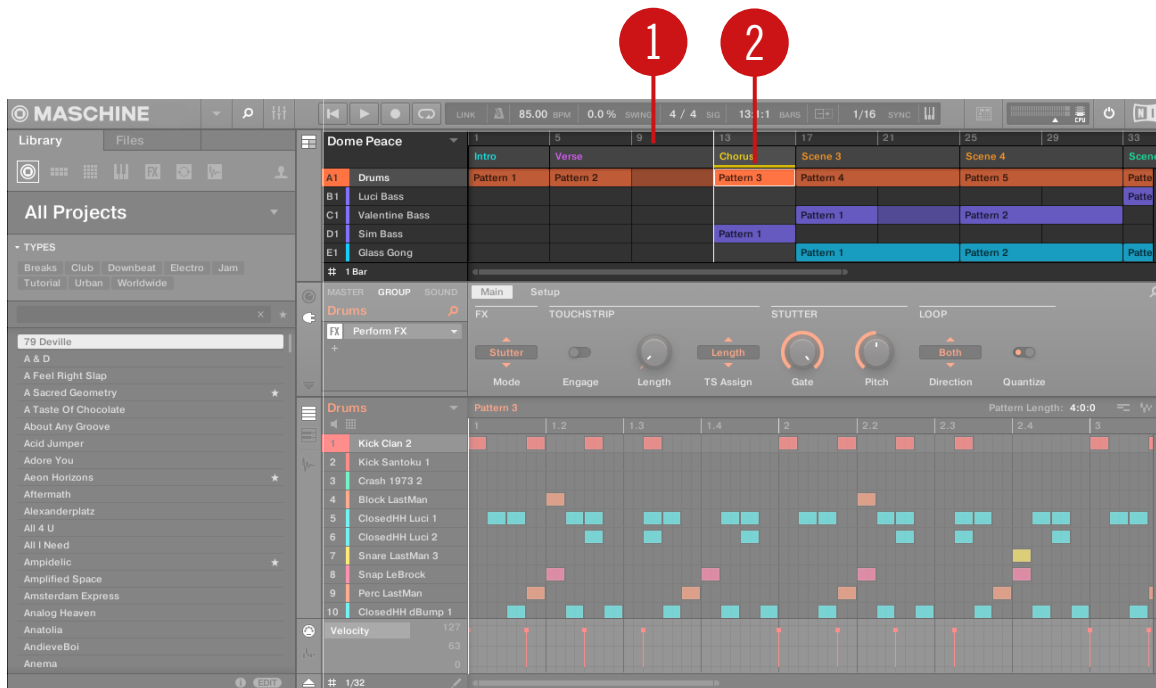 1 2
MASCHINE
LINK 85.00 BPM 0.0 % SWING 4 / 4 SIG 13:1:1 BARS 1/16 SYNC CPU
Library Files
Dome Peace 1 5 9 13 17 21 25 29 33
Intro Verse Chorus Scene 3 Scene 4 Scene
A1 Drums Pattern 1 Pattern 2 Pattern 3 Pattern 4 Pattern 5 Patte
FX
B1 Luci Bass Patte
All Projects
C1 Valentine Bass Pattern 1 Pattern 2
D1 Sim Bass Pattern 1
TYPES
E1 Glass Gong Pattern 1 Pattern 2 Patte
Breaks Club Downbeat Electro Jam
1 Bar
Tutorial Urban Worldwide
MASTER GROUP SOUND Main Setup
Drums FX TOUCHSTRIP STUTTER LOOP
FX Perform FX
+
Stutter Length Both
Mode Engage Length TS Assign Gate Pitch Direction Quantize
79 Deville
A & D
A Feel Right Slap
A Sacred Geometry
A Taste Of Chocolate
About Any Groove
Acid Jumper
Adore You
Aeon Horizons
Aftermath
Alexanderplatz
All 4 U
All I Need
Ampidelic
Amplified Space
Amsterdam Express
Analog Heaven
Anatolia
AndieveBoi
Anema
EDIT
Drums Pattern 3 Pattern Length: 4:0:0
1 1.2 1.3 1.4 2 2.2 2.3 2.4 3
1 Kick Clan 2
2 Kick Santoku 1
3 Crash 1973 2
4 Block LastMan
5 ClosedHH Luci 1
6 ClosedHH Luci 2
7 Snare LastMan 3
8 Snap LeBrock
9 Perc LastMan
10 ClosedHH dBump 1
Velocity 127
63
0
1/32